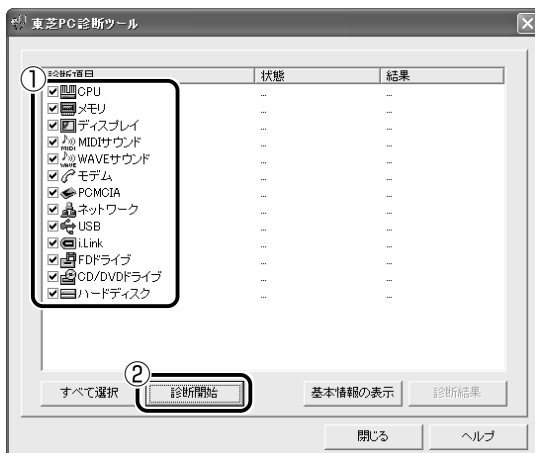 東芝PC診断ツール
① 診断項目 状態 結果
CPU ... ...
メモリ ... ...
ディスプレイ ... ...
MIDI MIDIサウンド ... ...
WAVE WAVEサウンド ... ...
モデム ... ...
PCMCIA ... ...
ネットワーク ... ...
USB ... ...
i.Link ... ...
FDドライブ ... ...
CD/DVDドライブ ... ...
ハードディスク ... ...
②
すべて選択 診断開始 基本情報の表示 診断結果
閉じる ヘルプ